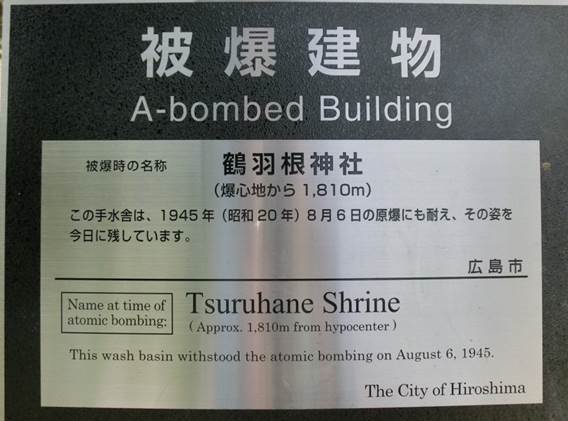 被爆建物
A-bombed Building
被爆時の名称 鶴羽根神社
（爆心地から1,810m）
この手水舎は、1945年（昭和20年）8月6日の原爆にも耐え、その姿を
今日に残しています。
広島市
Name at time of
atomic bombing:
Tsuruhane Shrine
( Approx. 1,810m from hypocenter )
This wash basin withstood the atomic bombing on August 6, 1945.
The City of Hiroshima